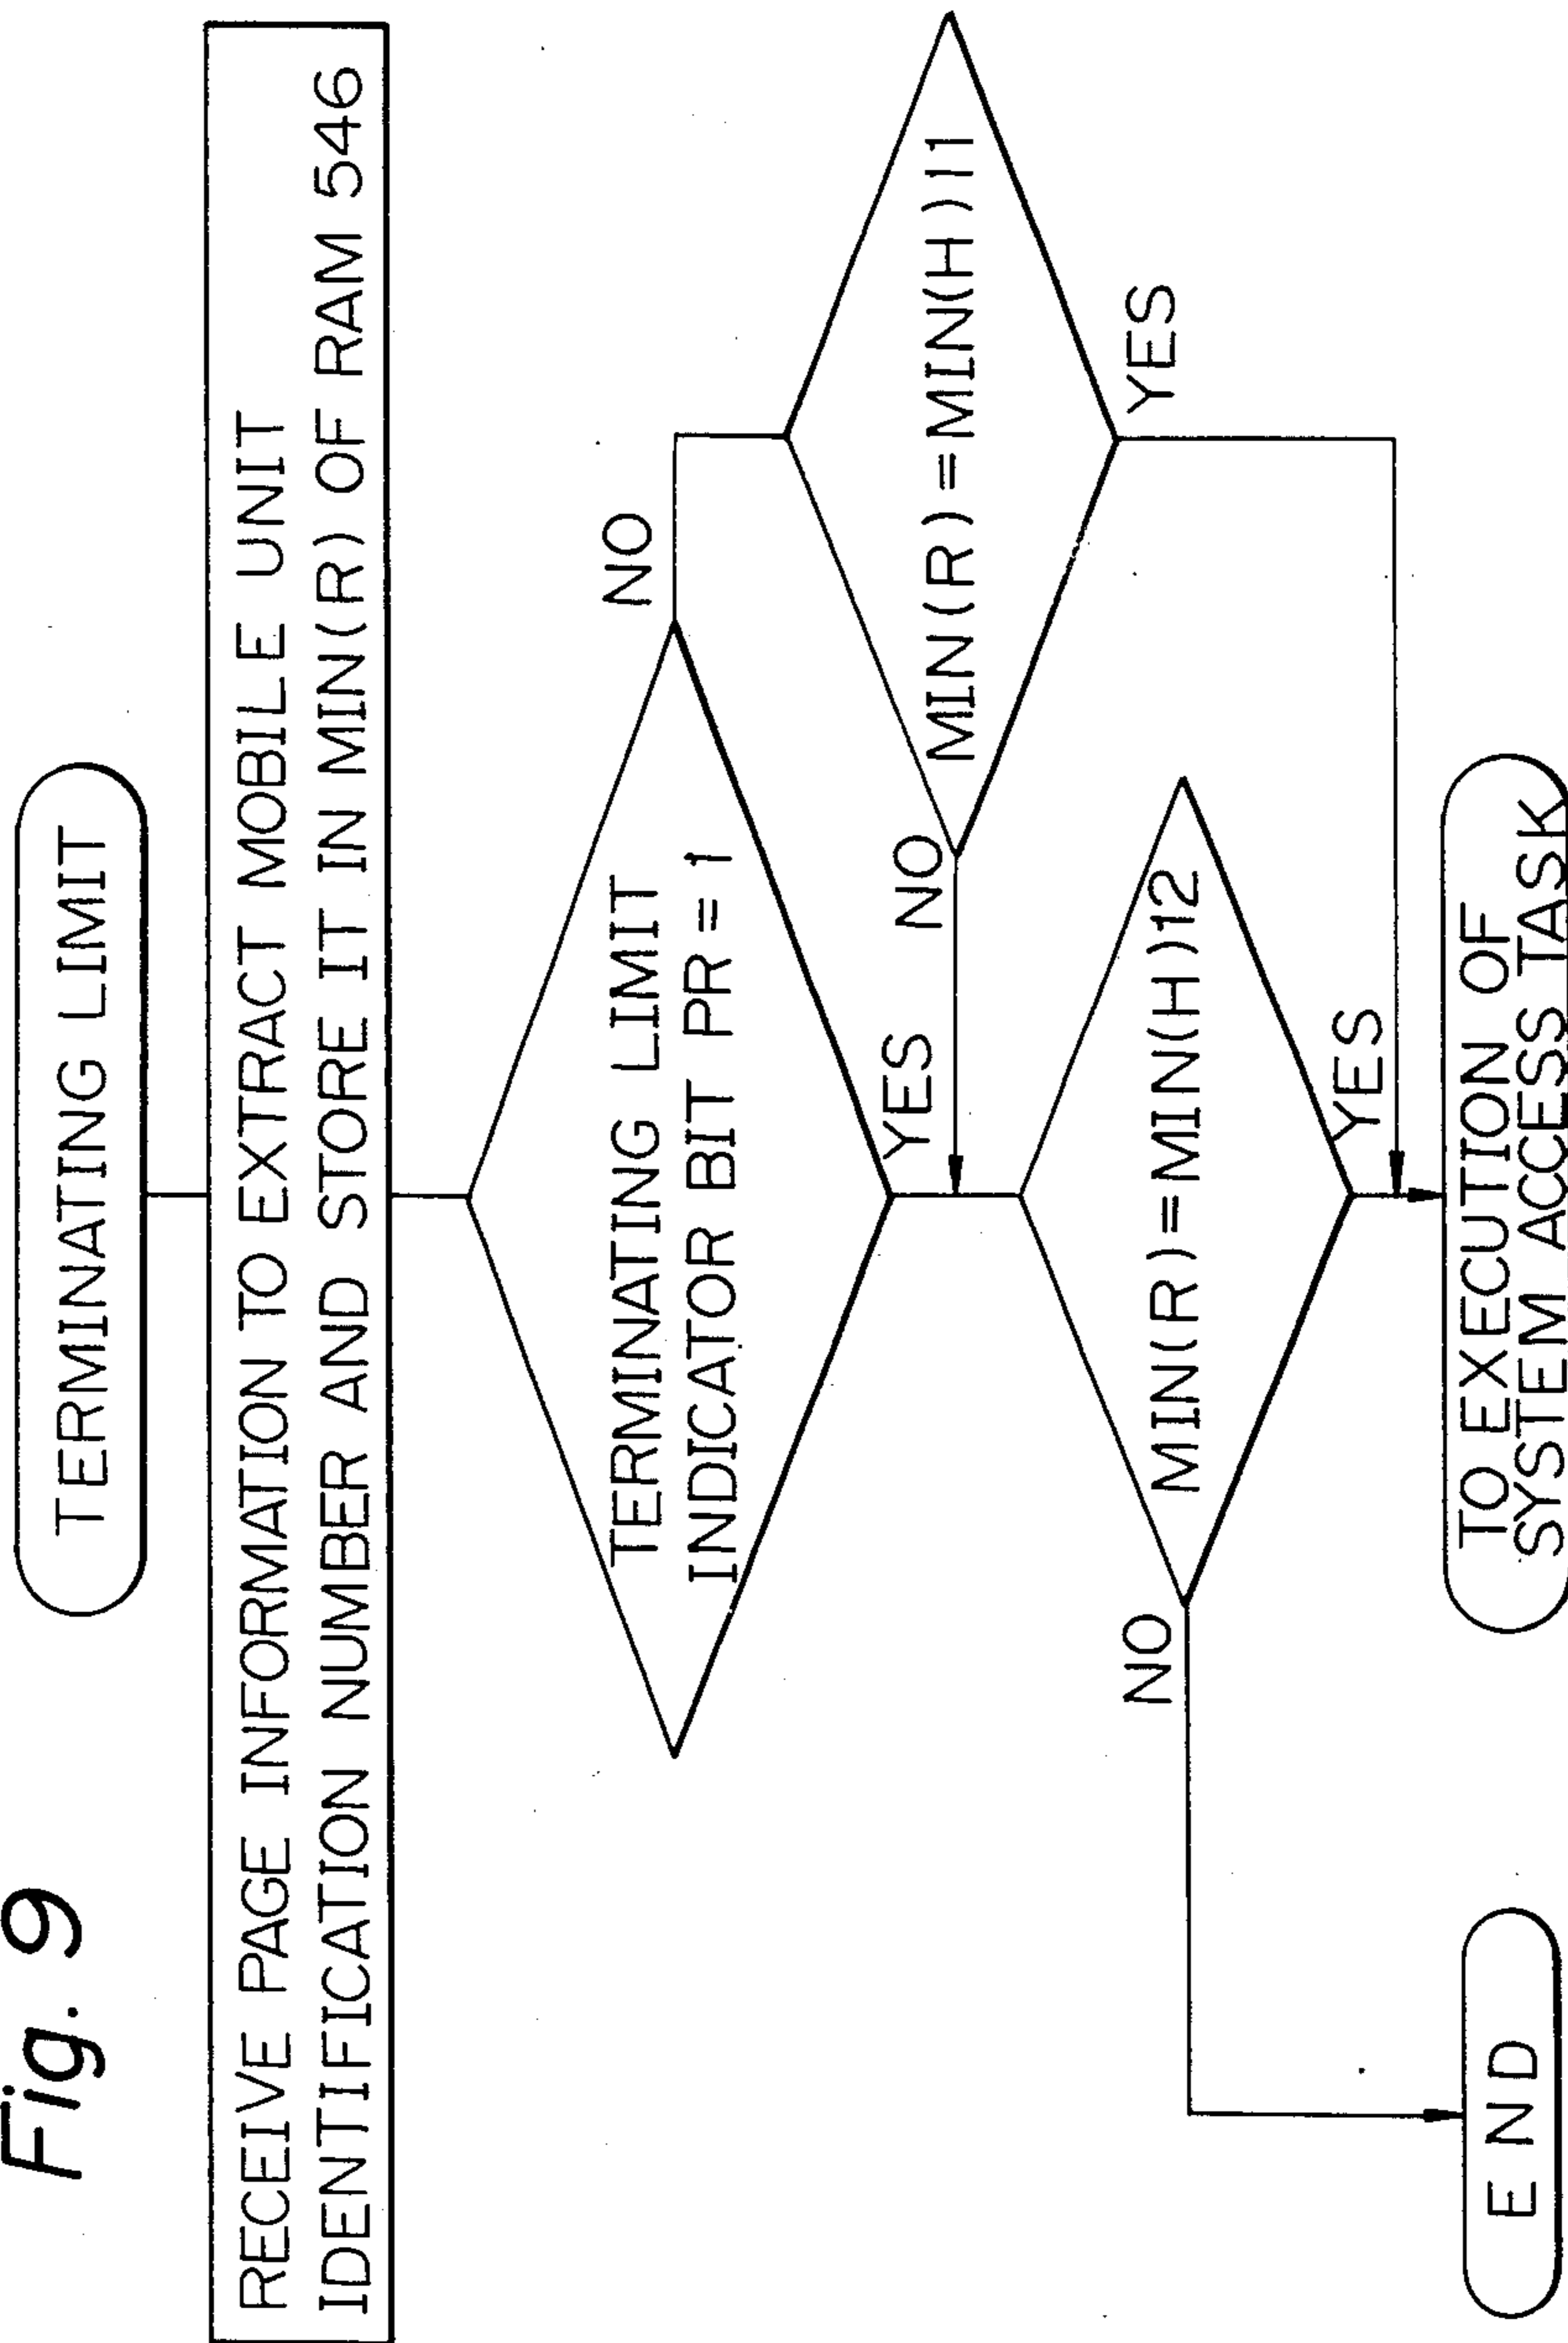 Fig. 9
TERMINATING LIMIT
RECEIVE PAGE INFORMATION TO EXTRACT MOBILE UNIT
IDENTIFICATION NUMBER AND STORE IT IN MIN(R) OF RAM 546
TERMINATING LIMIT
INDICATOR BIT PR = 1
NO
YES
MIN(R) = MIN(H)11
NO
YES
MIN(R)=MIN(H)12
NO
YES
END
TO EXECUTION OF
SYSTEM ACCESS TASK